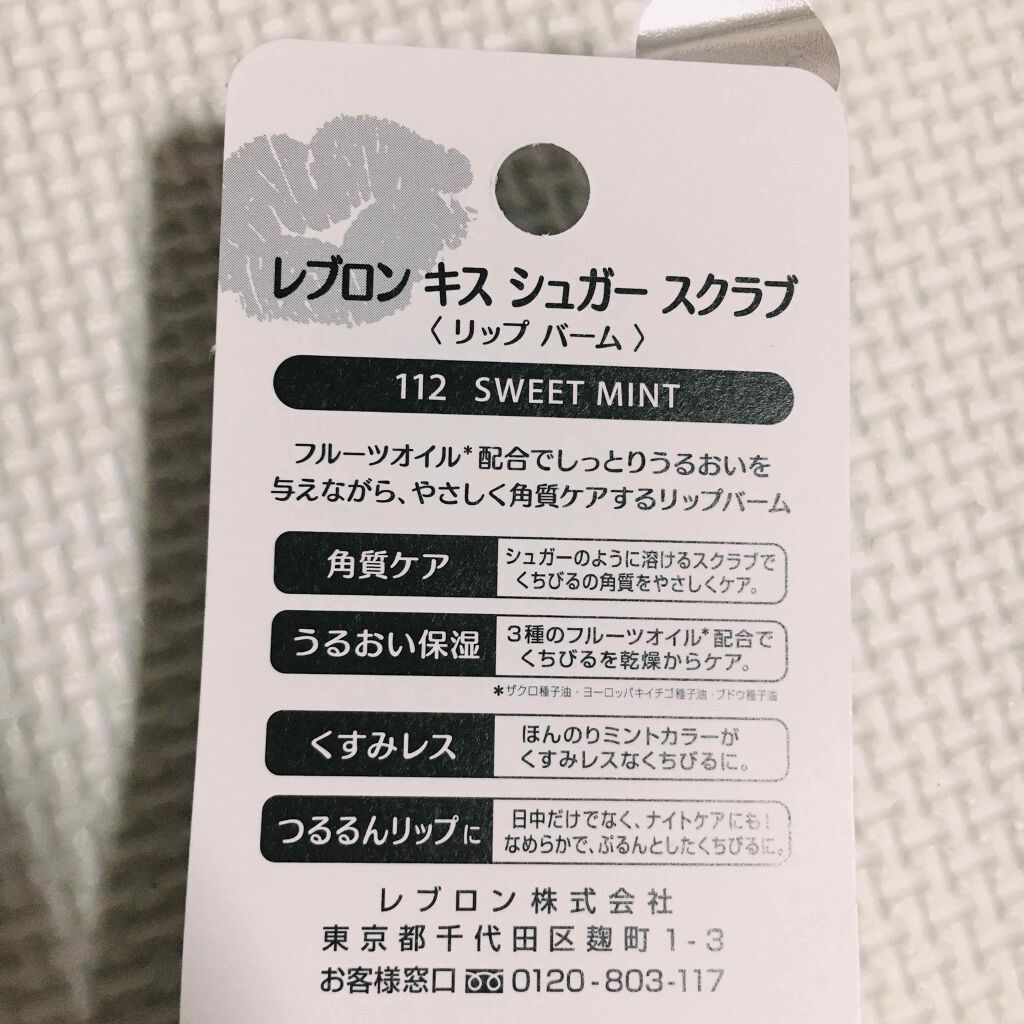 レブロン キス シュガー スクラブ
〈 リップ バーム 〉
112 SWEET MINT
フルーツオイル*配合でしっとりうるおいを
与えながら、やさしく角質ケアするリップバーム
角質ケア
シュガーのように溶けるスクラブで
くちびるの角質をやさしくケア。
うるおい保湿
3種のフルーツオイル*配合で
くちびるを乾燥からケア。
*ザクロ種子油・ヨーロッパキイチゴ種子油・ブドウ種子油
くすみレス
ほんのりミントカラーが
くすみレスなくちびるに。
つるるんリップに
日中だけでなく、ナイトケアにも!
なめらかで、ぷるんとしたくちびるに。
レブロン株式会社
東京都千代田区麹町1-3
お客様窓口 0120-803-117